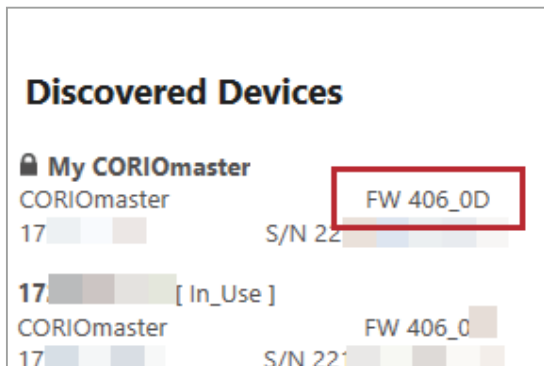 Discovered Devices
My CORIOmaster
CORIOmaster FW 406_0D
17 S/N 22
17. [ In_Use ]
CORIOmaster FW 406_0
17 S/N 221